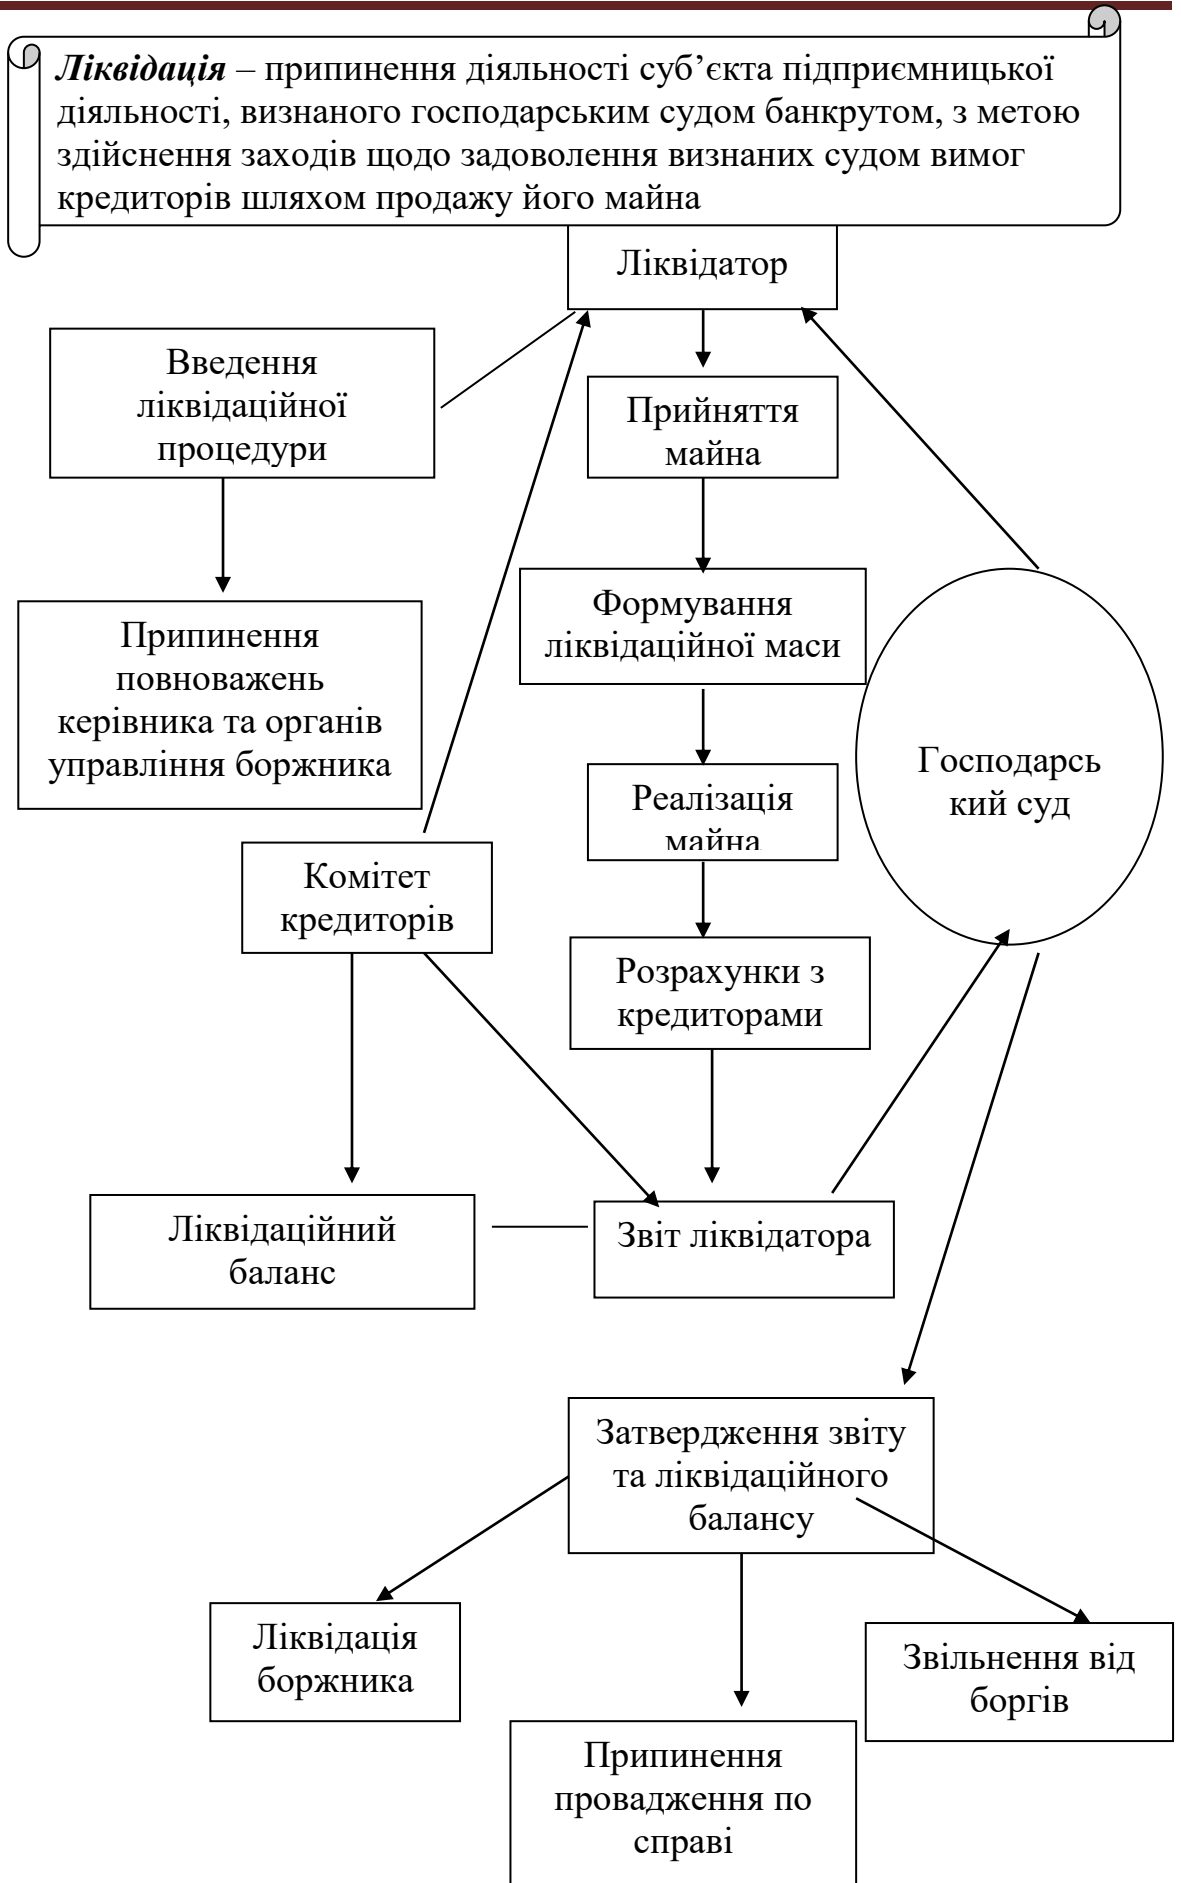 Ліквідація – припинення діяльності суб’єкта підприємницької
діяльності, визнаного господарським судом банкрутом, з метою
здійснення заходів щодо задоволення визнаних судом вимог
кредиторів шляхом продажу його майна
Ліквідатор
Введення
ліквідаційної
процедури
Прийняття
майна
Припинення
повноважень
керівника та органів
управління боржника
Формування
ліквідаційної маси
Господарсь
кий суд
Реалізація
майна
Комітет
кредиторів
Розрахунки з
кредиторами
Ліквідаційний
баланс
Звіт ліквідатора
Затвердження звіту
та ліквідаційного
балансу
Ліквідація
боржника
Звільнення від
боргів
Припинення
провадження по
справі